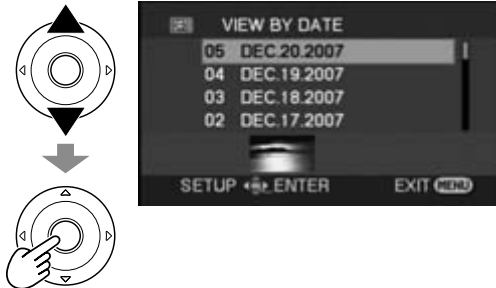 VIEW BY DATE
05 DEC.20.2007
04 DEC.19.2007
03 DEC.18.2007
02 DEC.17.2007
SETUP ENTER EXIT MENU